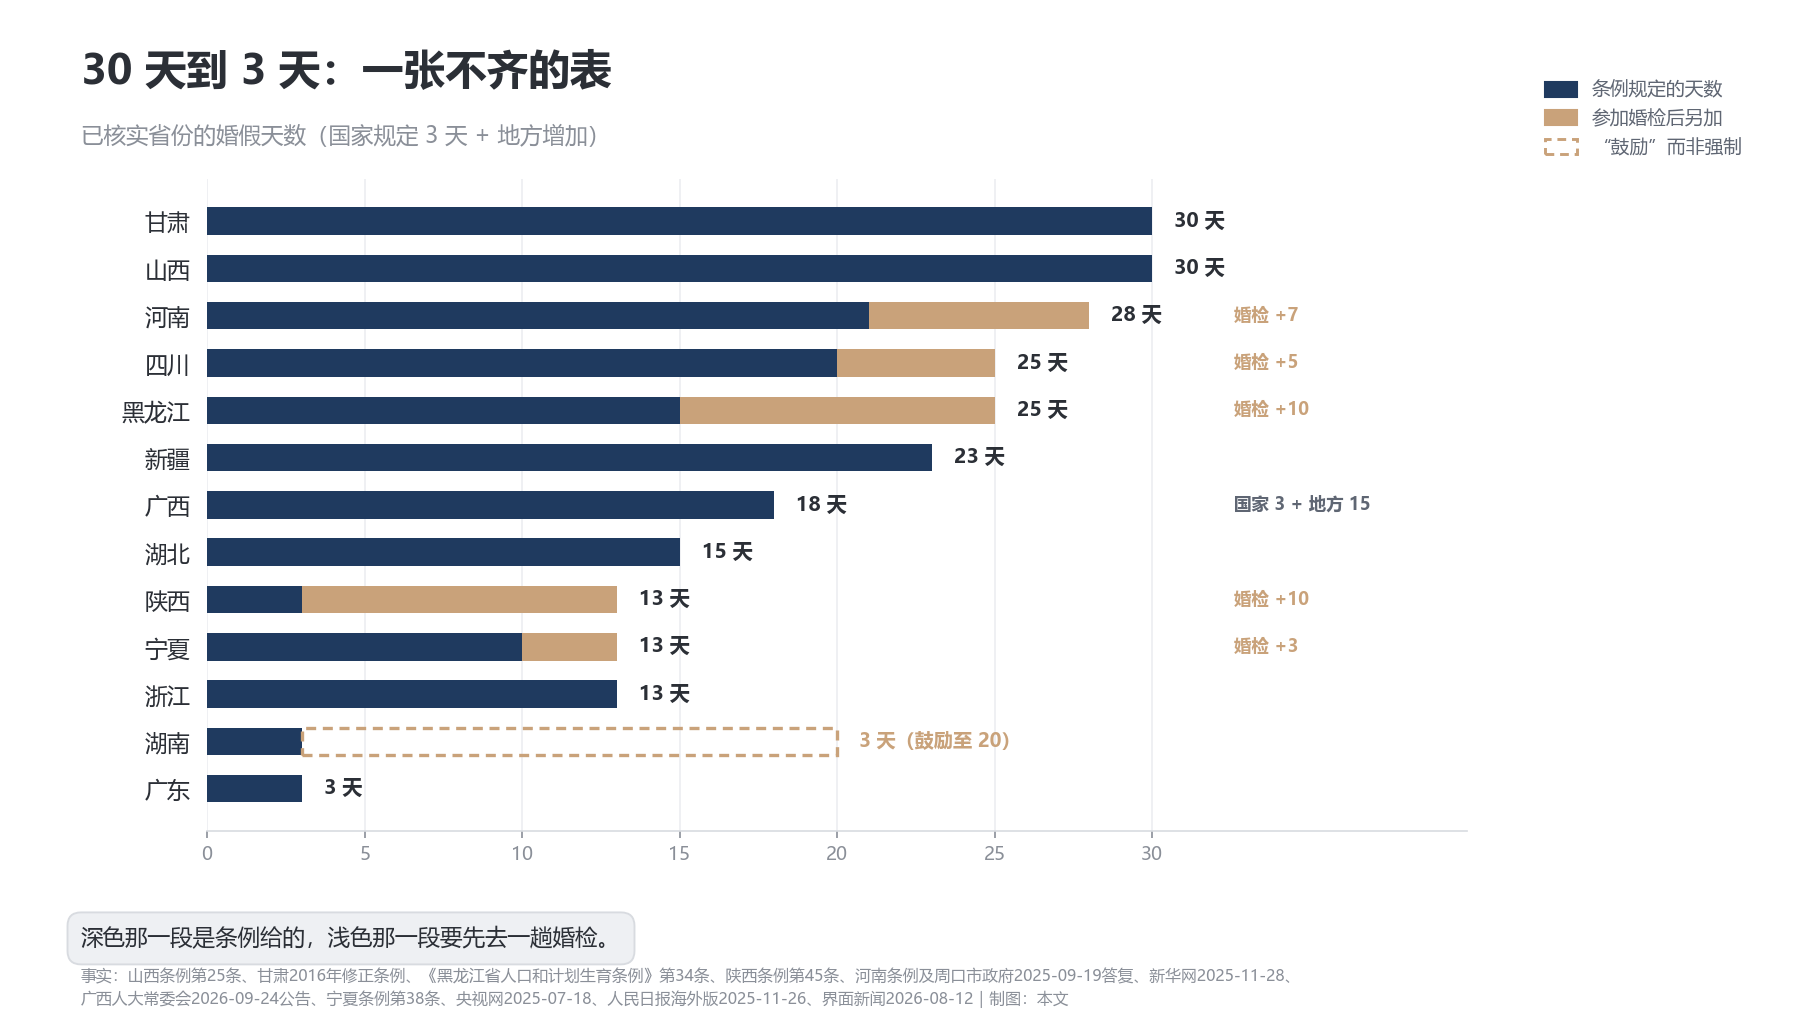 30 天到 3 天：一张不齐的表
已核实省份的婚假天数（国家规定 3 天 + 地方增加）
条例规定的天数
参加婚检后另加
“鼓励”而非强制
甘肃 30 天
山西 30 天
河南 28 天 婚检 +7
四川 25 天 婚检 +5
黑龙江 25 天 婚检 +10
新疆 23 天
广西 18 天 国家 3 + 地方 15
湖北 15 天
陕西 13 天 婚检 +10
宁夏 13 天 婚检 +3
浙江 13 天
湖南 3 天（鼓励至 20）
广东 3 天
0 5 10 15 20 25 30
深色那一段是条例给的，浅色那一段要先去一趟婚检。
事实：山西条例第25条、甘肃2016年修正条例、《黑龙江省人口和计划生育条例》第34条、陕西条例第45条、河南条例及周口市政府2025-09-19答复、新华网2025-11-28、
广西人大常委会2026-09-24公告、宁夏条例第38条、央视网2025-07-18、人民日报海外版2025-11-26、界面新闻2026-08-12 | 制图：本文